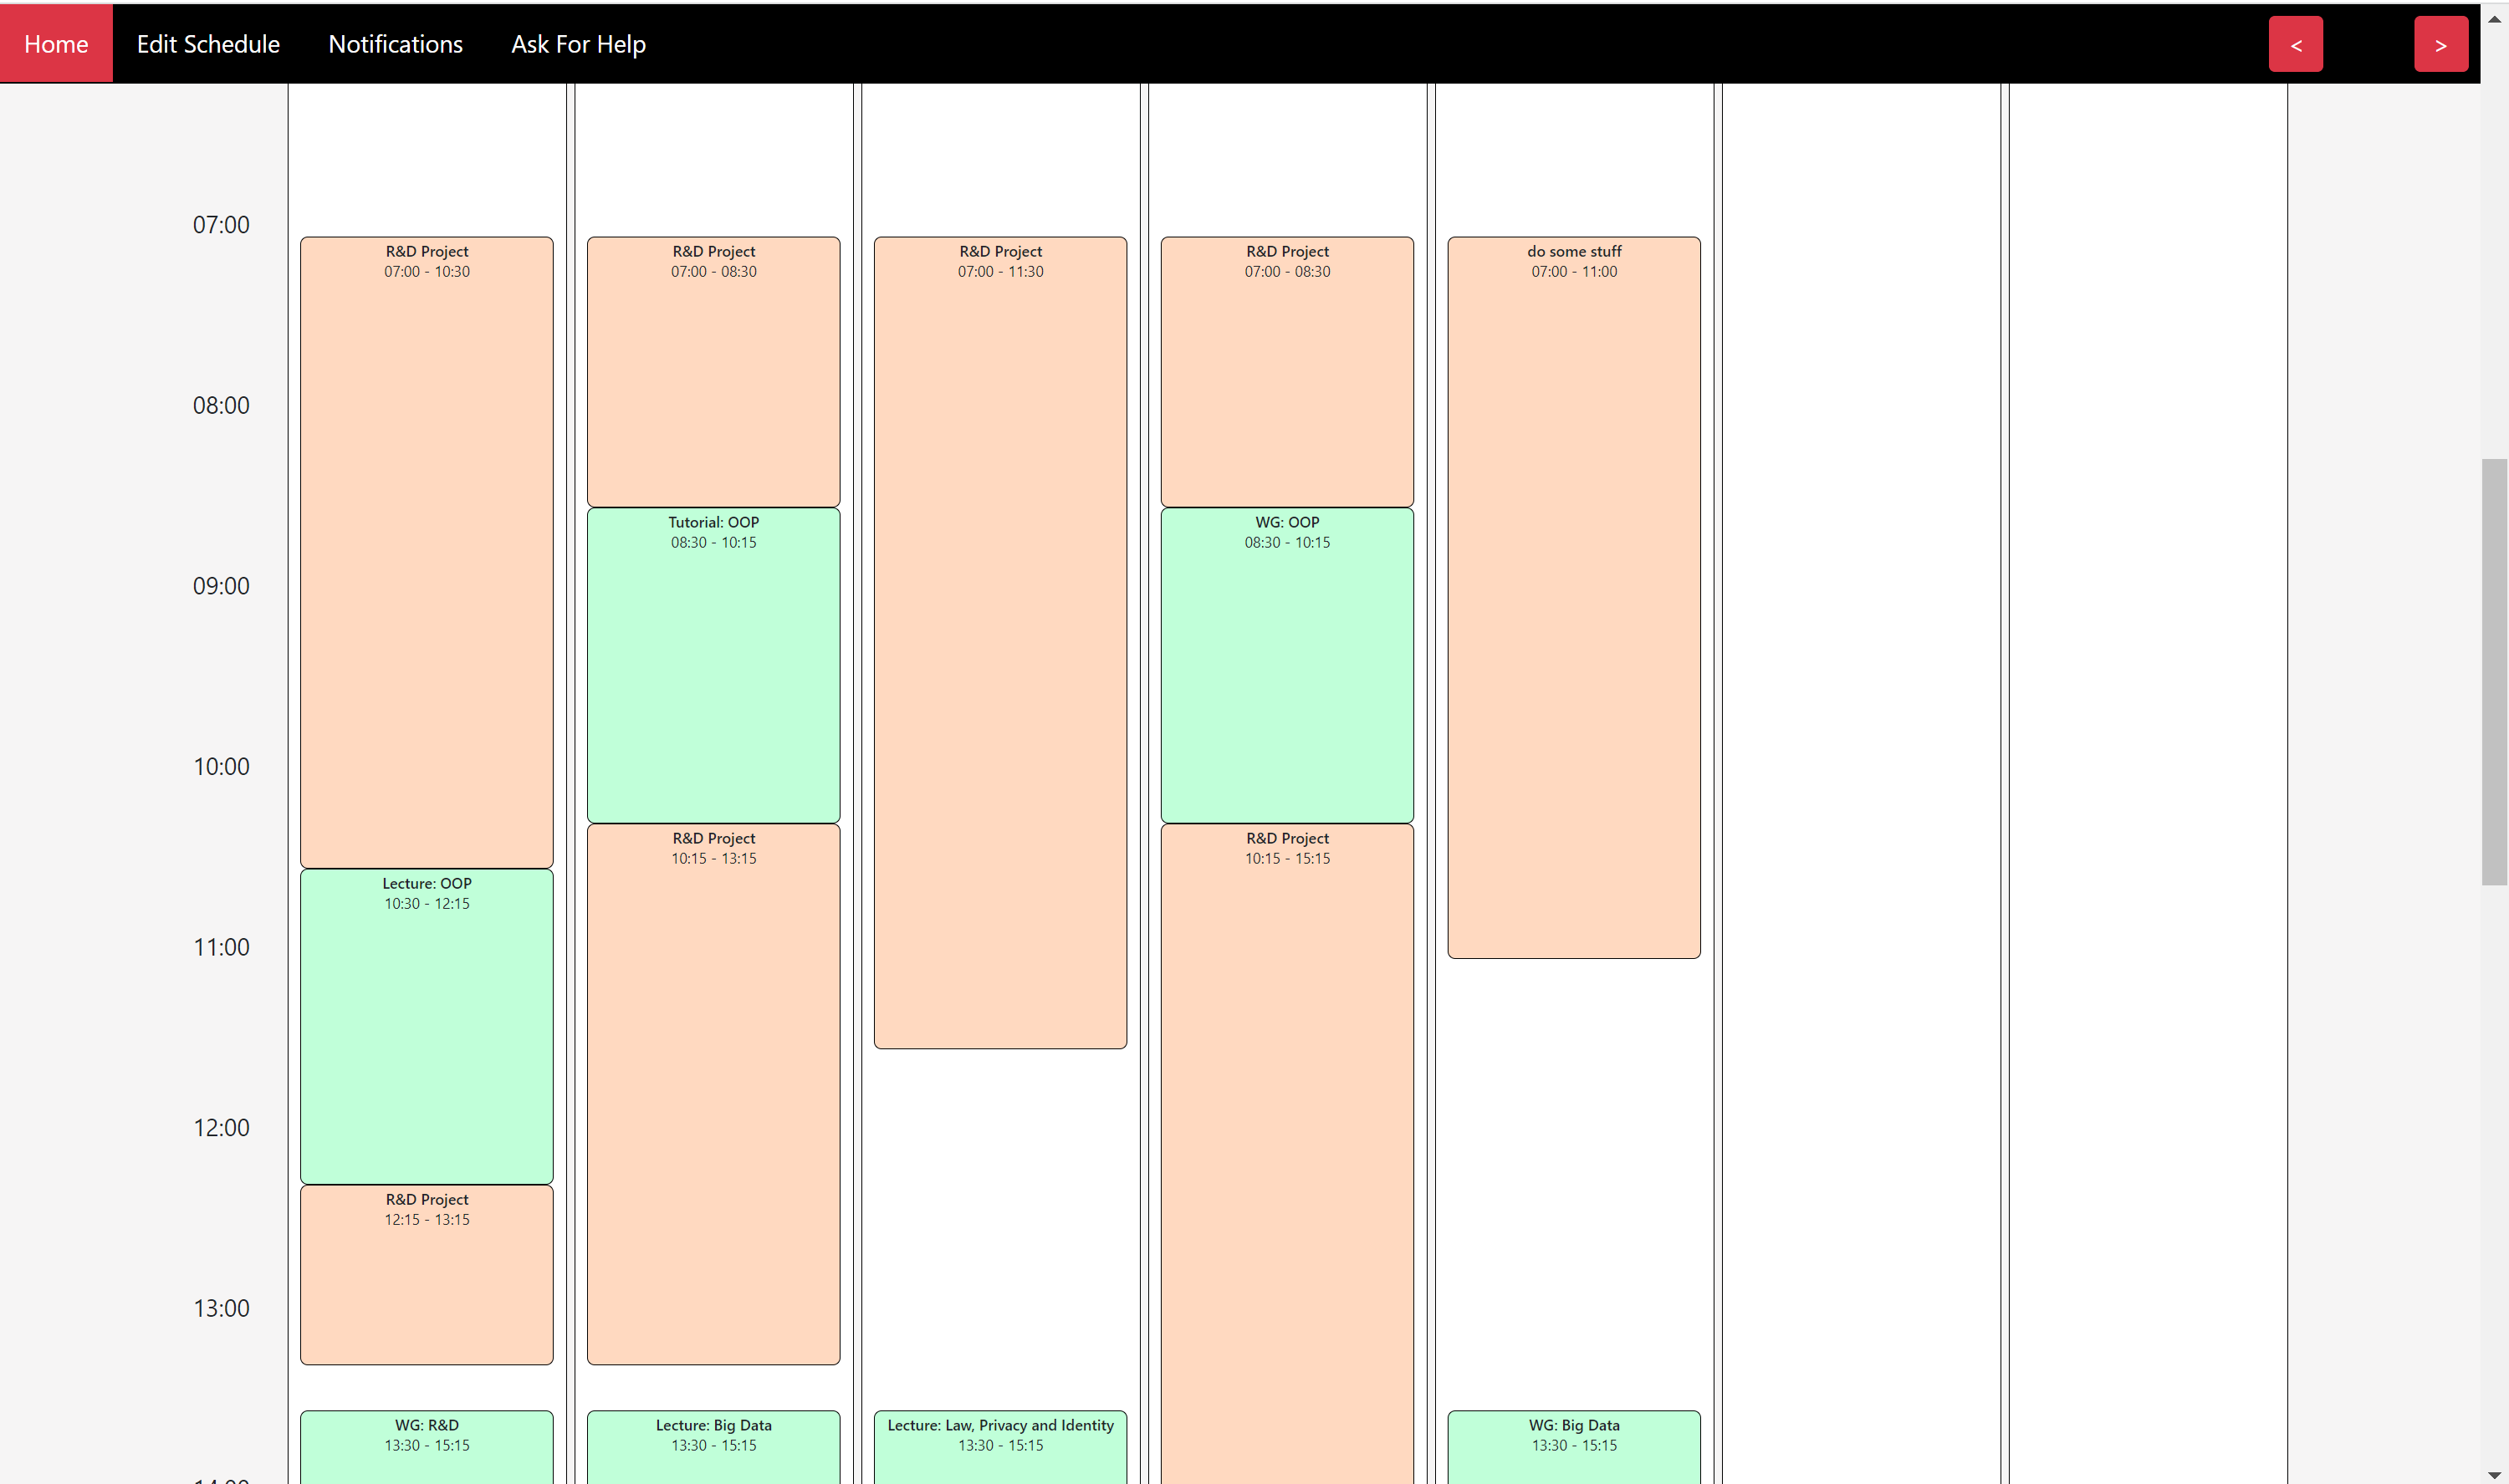 Home Edit Schedule Notifications Ask For Help < >
07:00
08:00
09:00
10:00
11:00
12:00
13:00
R&D Project
07:00 - 10:30
Lecture: OOP
10:30 - 12:15
R&D Project
12:15 - 13:15
WG: R&D
13:30 - 15:15
R&D Project
07:00 - 08:30
Tutorial: OOP
08:30 - 10:15
R&D Project
10:15 - 13:15
Lecture: Big Data
13:30 - 15:15
R&D Project
07:00 - 11:30
Lecture: Law, Privacy and Identity
13:30 - 15:15
R&D Project
07:00 - 08:30
WG: OOP
08:30 - 10:15
R&D Project
10:15 - 15:15
do some stuff
07:00 - 11:00
WG: Big Data
13:30 - 15:15